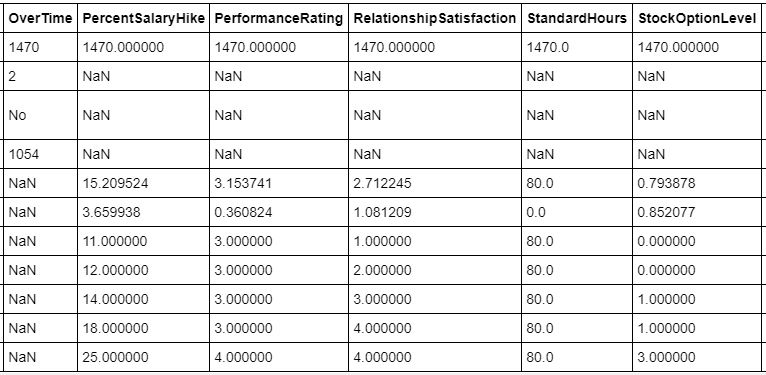 OverTime PercentSalaryHike PerformanceRating RelationshipSatisfaction StandardHours StockOptionLevel
1470 1470.000000 1470.000000 1470.000000 1470.0 1470.000000
2 NaN NaN NaN NaN NaN
No NaN NaN NaN NaN NaN
1054 NaN NaN NaN NaN NaN
NaN 15.209524 3.153741 2.712245 80.0 0.793878
NaN 3.659938 0.360824 1.081209 0.0 0.852077
NaN 11.000000 3.000000 1.000000 80.0 0.000000
NaN 12.000000 3.000000 2.000000 80.0 0.000000
NaN 14.000000 3.000000 3.000000 80.0 1.000000
NaN 18.000000 3.000000 4.000000 80.0 1.000000
NaN 25.000000 4.000000 4.000000 80.0 3.000000